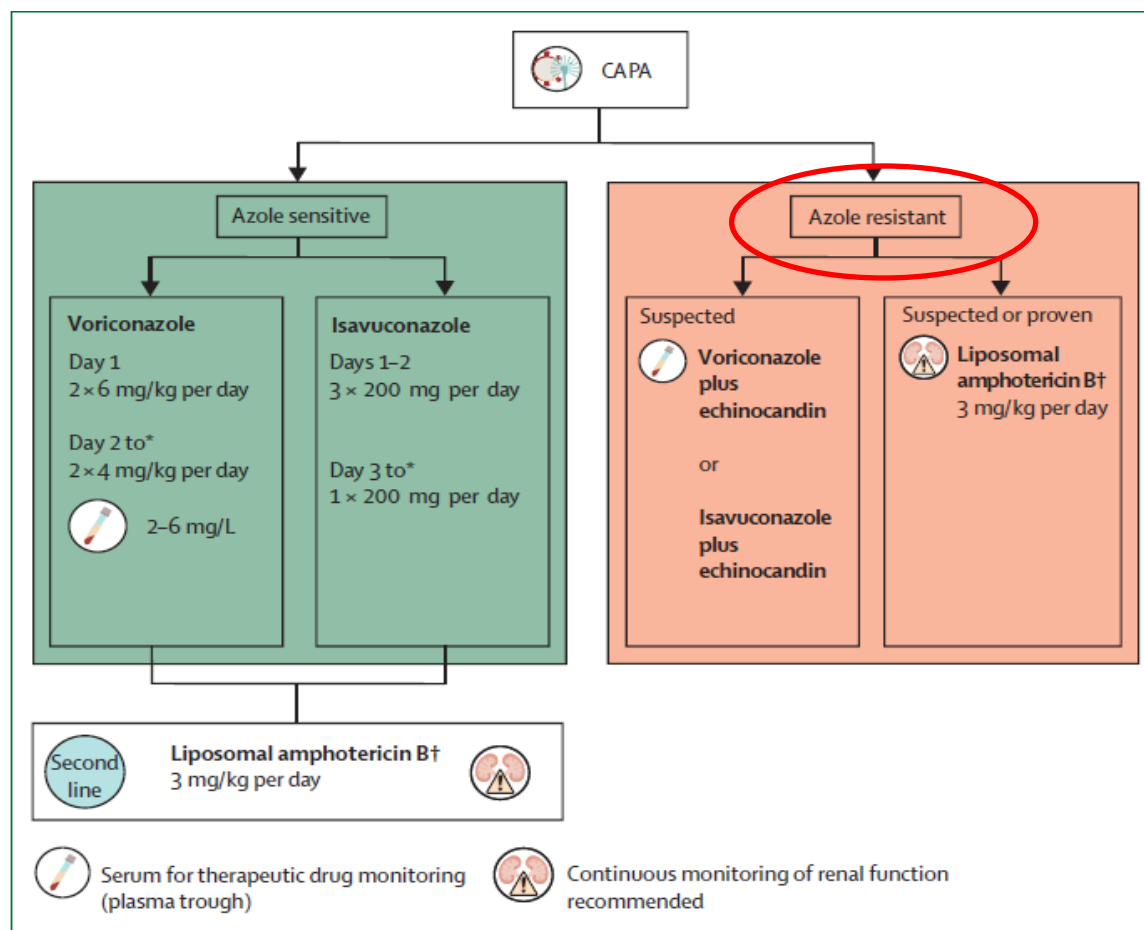 CAPA
Azole sensitive
Azole resistant
Voriconazole
Day 1
2 × 6 mg/kg per day
Day 2 to*
2 × 4 mg/kg per day
2–6 mg/L
Isavuconazole
Days 1–2
3 × 200 mg per day
Day 3 to*
1 × 200 mg per day
Suspected
Voriconazole
plus
echinocandin
or
Isavuconazole
plus
echinocandin
Suspected or proven
Liposomal
amphotericin B†
3 mg/kg per day
Second
line
Liposomal amphotericin B†
3 mg/kg per day
Serum for therapeutic drug monitoring
(plasma trough)
Continuous monitoring of renal function
recommended